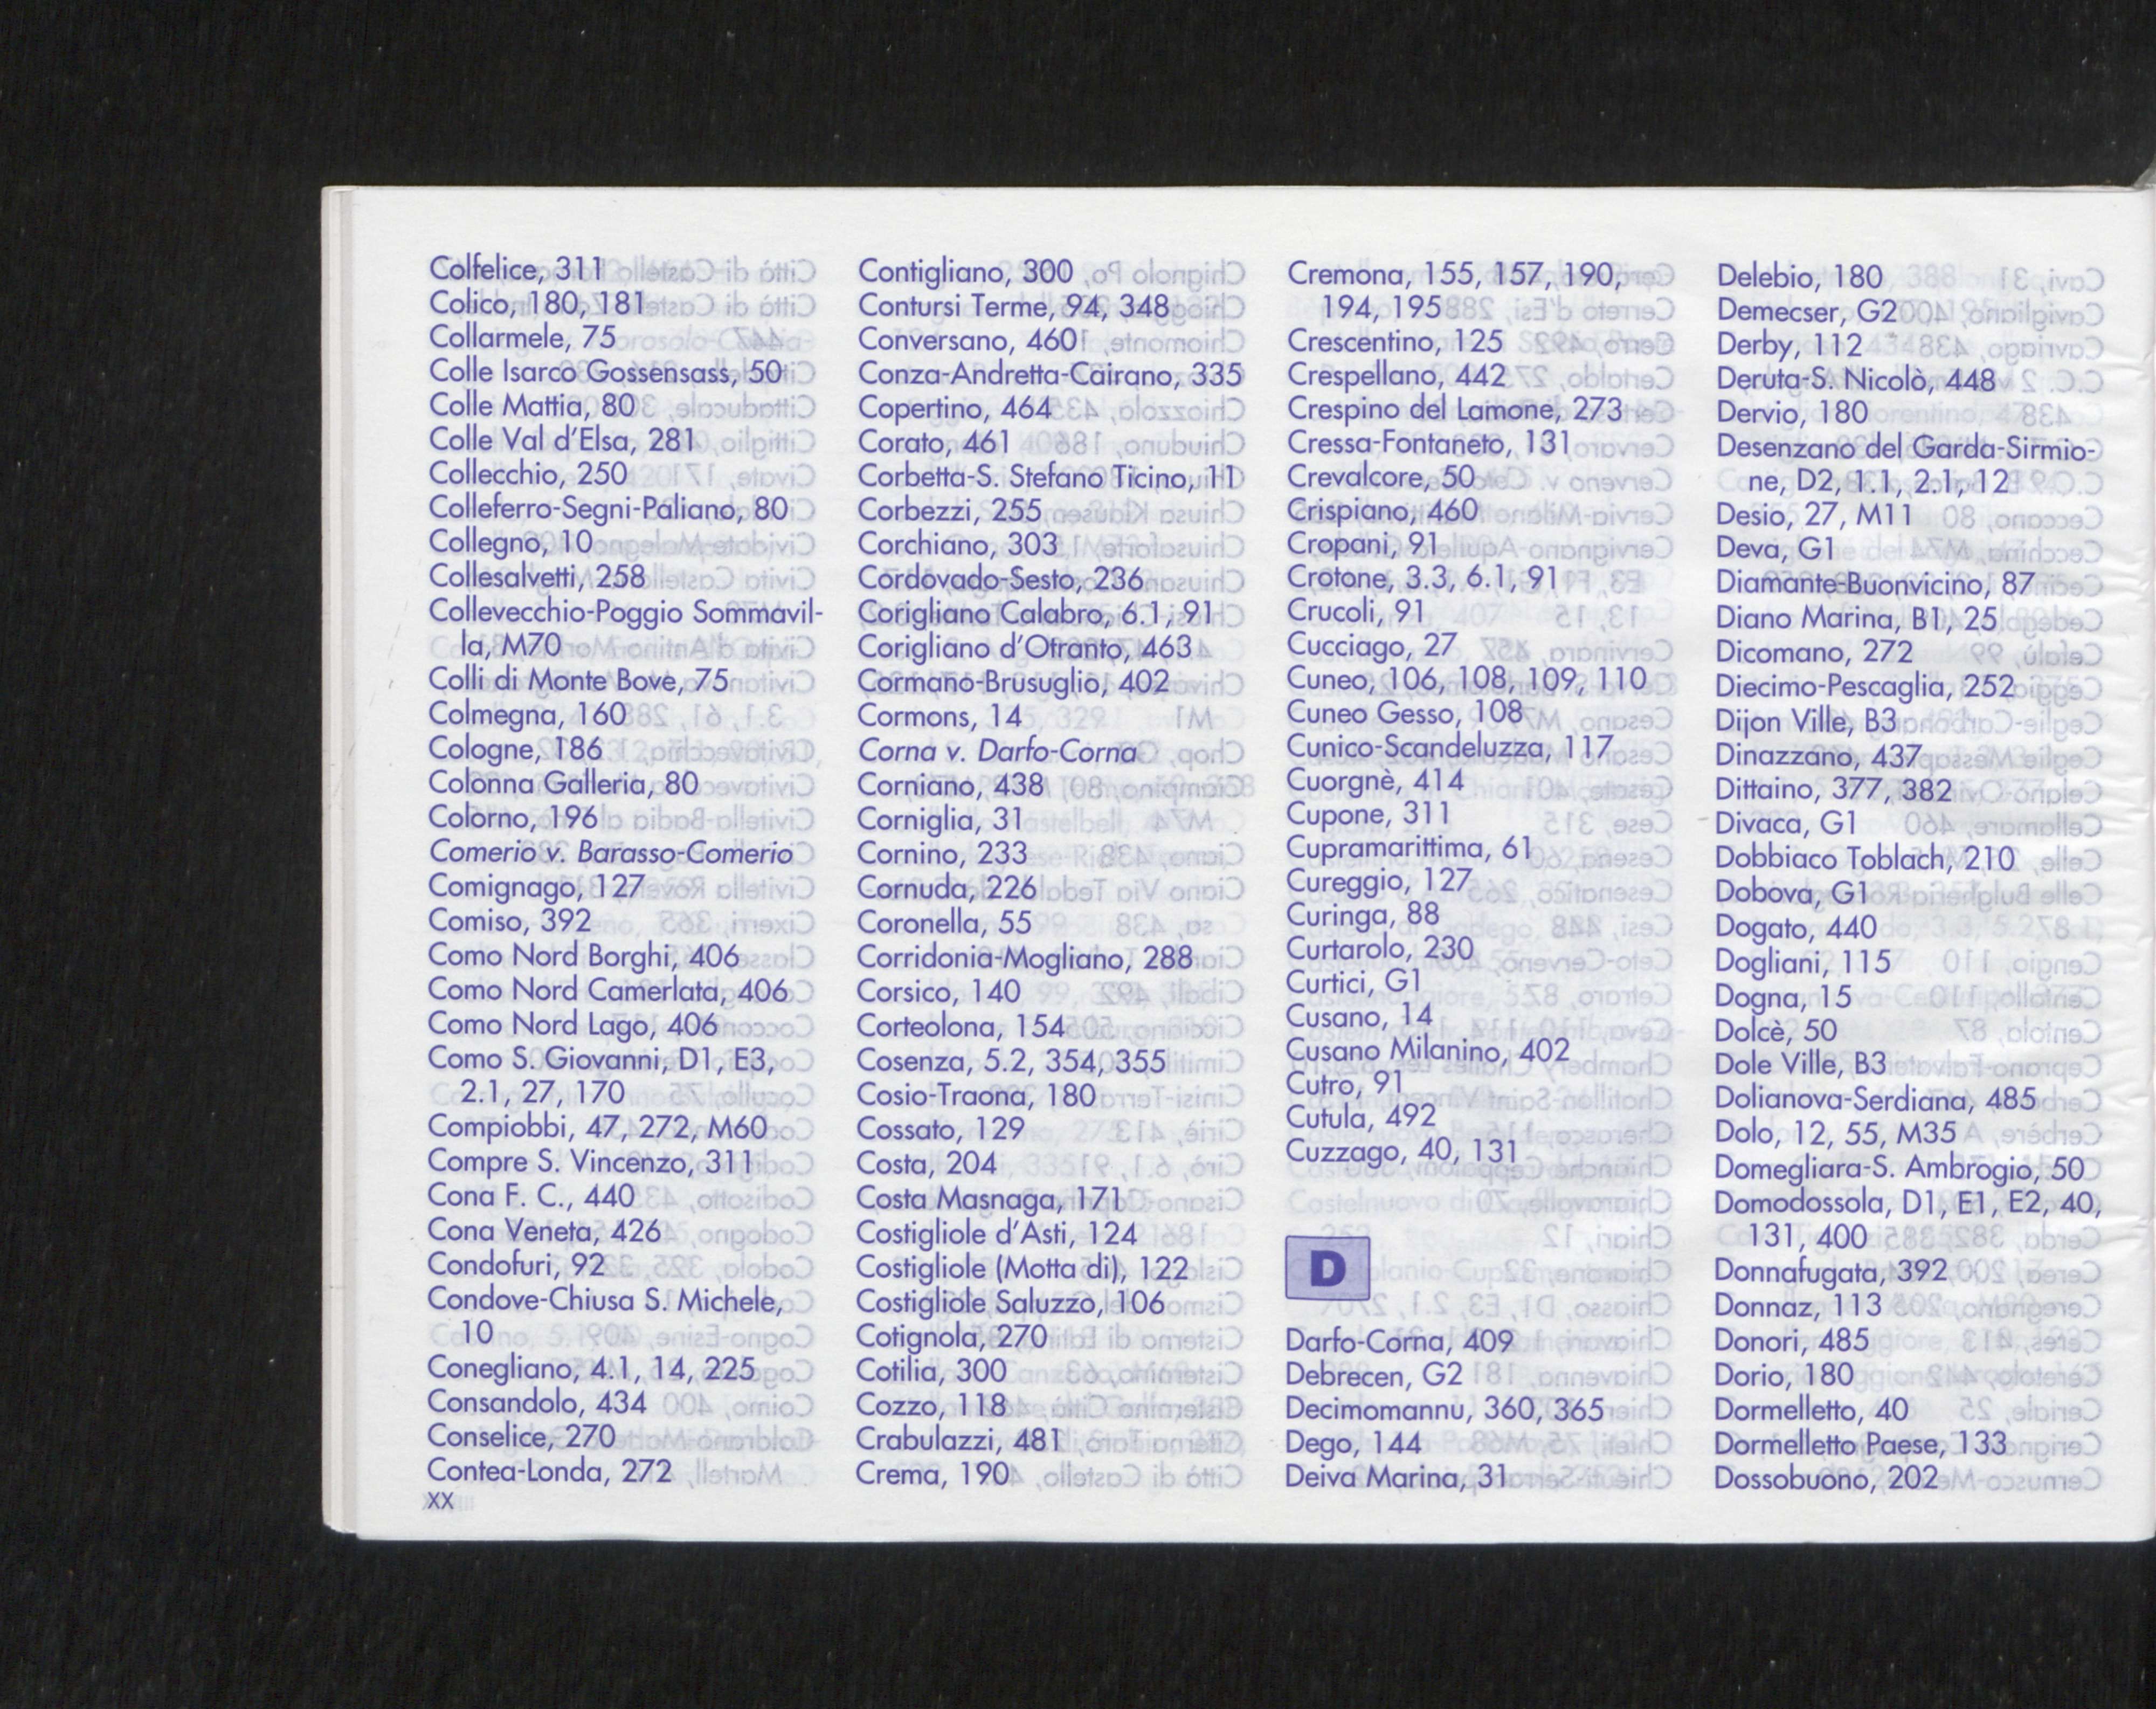 Colfelice, 311
Colico, 180, 181
Collarmele, 75
Colle Isarco Gossensass, 50
Colle Mattia, 80
Colle Val d'Elsa, 281
Collecchio, 250
Colleferro-Segni-Paliano, 80
Collegno, 10
Collesalvetti, 258
Collevecchio-Poggio Sommavil-
la, M70
Colli di Monte Bove, 75
Colmegna, 160
Cologne, 186
Colonna Galleria, 80
Colorno, 196
Comerio v. Barasso-Comerio
Comignago, 127
Comiso, 392
Como Nord Borghi, 406
Como Nord Camerlata, 406
Como Nord Lago, 406
Como S. Giovanni, D1, E3,
2.1, 27, 170
Compiobbi, 47, 272, M60
Compre S. Vincenzo, 311
Cona F. C., 440
Cona Veneta, 426
Condofuri, 92
Condove-Chiusa S. Michele,
10
Conegliano, 4.1, 14, 225
Consandolo, 434
Conselice, 270
Contea-Londa, 272
XX
Contigliano, 300
Contursi Terme, 94, 348
Conversano, 460
Conza-Andretta-Cairano, 335
Copertino, 464
Corato, 461
Corbetta-S. Stefano Ticino, 11
Corbezzi, 255
Corchiano, 303
Cordovado-Sesto, 236
Corigliano Calabro, 6.1, 91
Corigliano d'Otranto, 463
Cormano-Brusuglio, 402
Cormons, 14
Corna v. Darfo-Corna
Corniano, 438
Corniglia, 31
Cornino, 233
Cornuda, 226
Coronella, 55
Corridonia-Mogliano, 288
Corsico, 140
Corteolona, 154
Cosenza, 5.2, 354, 355
Cosio-Traona, 180
Cossato, 129
Costa, 204
Costa Masnaga, 171
Costigliole d'Asti, 124
Costigliole (Motta di), 122
Costigliole Saluzzo, 106
Cotignola, 270
Cotilia, 300
Cozzo, 118
Crabulazzi, 481
Crema, 190
Cremona, 155, 157, 190,
194, 195
Crescentino, 125
Crespellano, 442
Crespino del Lamone, 273
Cressa-Fontaneto, 131
Crevalcore, 50
Crispiano, 460
Cropani, 91
Crotone, 3.3, 6.1, 91
Crucoli, 91
Cucciago, 27
Cuneo, 106, 108, 109, 110
Cuneo Gesso, 108
Cunico-Scandeluzza, 117
Cuorgnè, 414
Cupone, 311
Cupramarittima, 61
Cureggio, 127
Curinga, 88
Curtarolo, 230
Curtici, G1
Cusano, 14
Cusano Milanino, 402
Cutro, 91
Cutula, 492
Cuzzago, 40, 131
D
Darfo-Corna, 409
Debrecen, G2
Decimomannu, 360, 365
Dego, 144
Deiva Marina, 31
Delebio, 180
Demecser, G2
Derby, 112
Deruta-S. Nicolò, 448
Dervio, 180
Desenzano del Garda-Sirmio-
ne, D2, 1.1, 2.1, 12
Desio, 27, M11
Deva, G1
Diamante-Buonvicino, 87
Diano Marina, B1, 25
Dicomano, 272
Diecimo-Pescaglia, 252
Dijon Ville, B3
Dinazzano, 437
Dittaino, 377, 382
Divaca, G1
Dobbiaco Toblach, 210
Dobova, G1
Dogato, 440
Dogliani, 115
Dogna, 15
Dolcè, 50
Dole Ville, B3
Dolianova-Serdiana, 485
Dolo, 12, 55, M35
Domegliara-S. Ambrogio, 50
Domodossola, D1, E1, E2, 40,
131, 400
Donnafugata, 392
Donnaz, 113
Donori, 485
Dorio, 180
Dormelletto, 40
Dormelletto Paese, 133
Dossobuono, 202